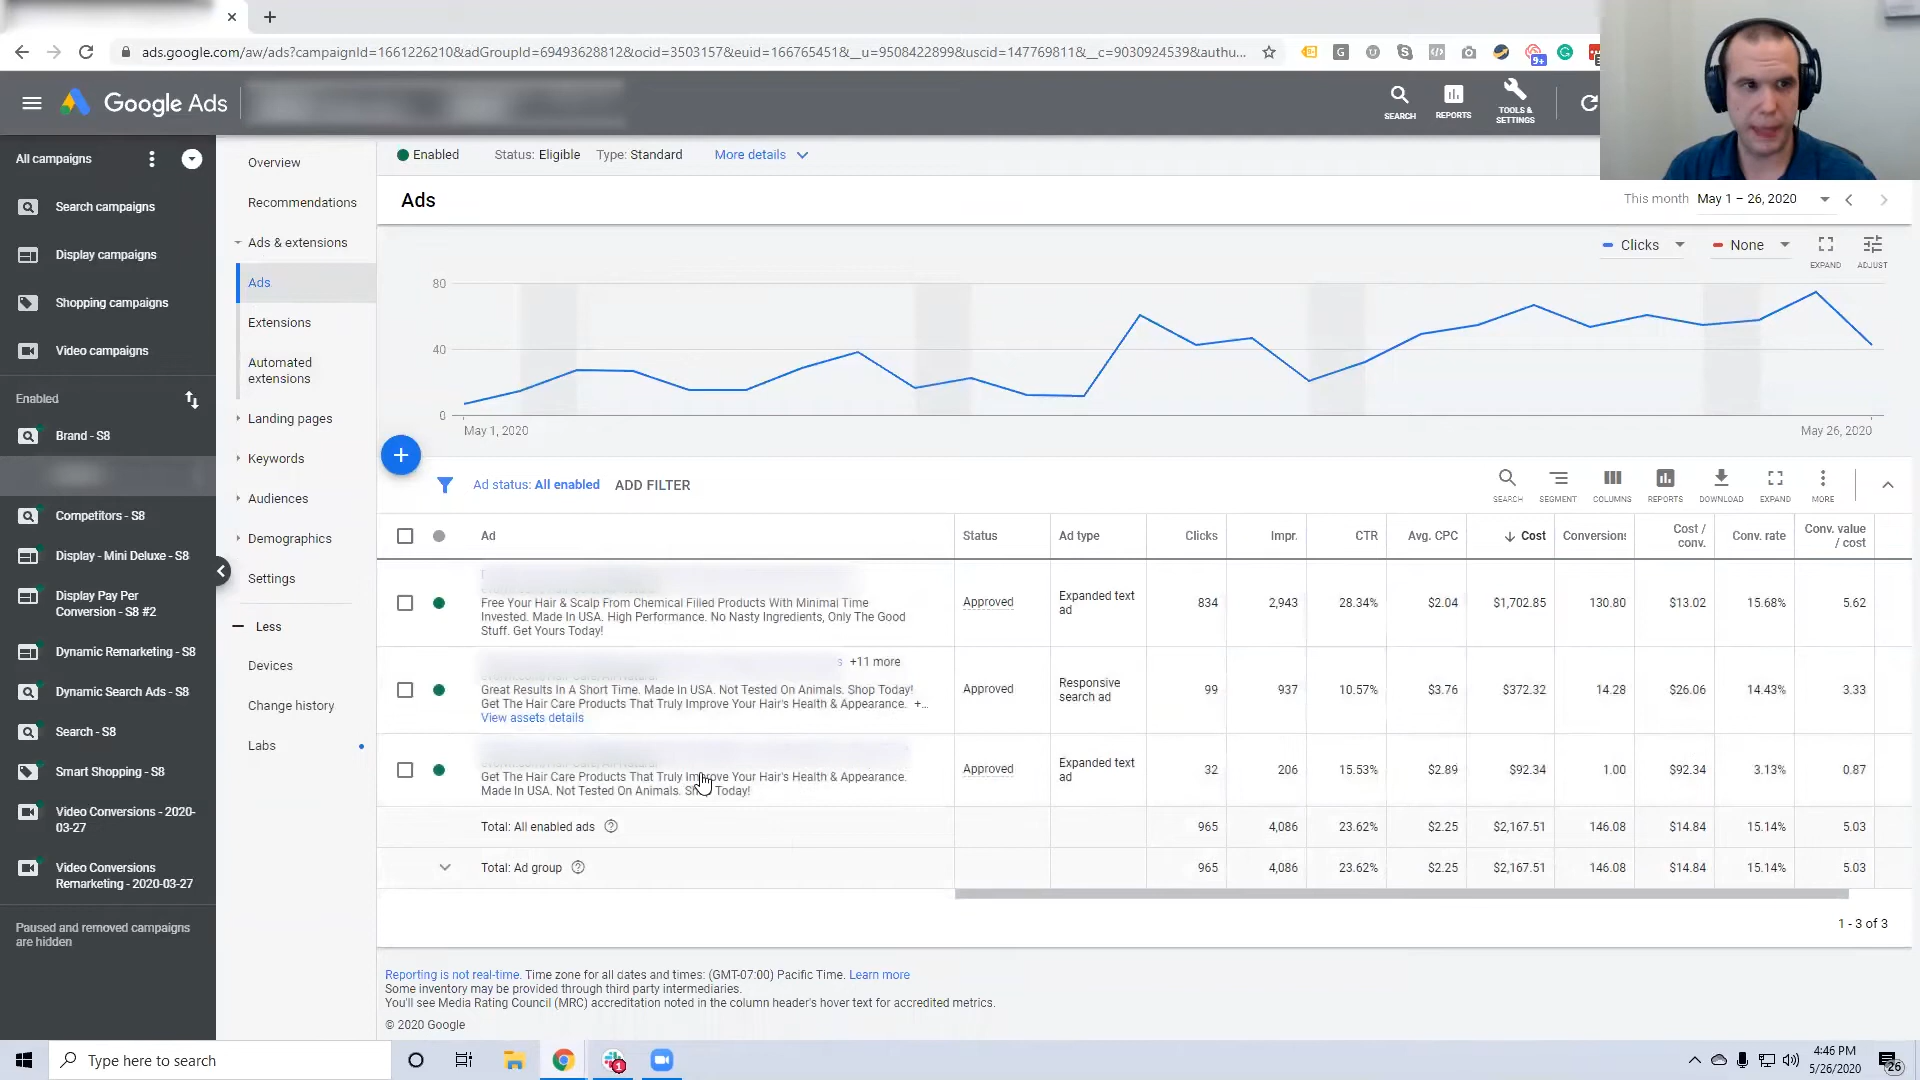 ads.google.com/aw/ads?campaignId=1661226210&adGroupId=69493628812&ocid=3503157&euid=166765451&__u=9508422899&uscid=147769811&__c=9030924539&authu...
9+
Google Ads
SEARCH
REPORTS
TOOLS &
SETTINGS
All campaigns
Search campaigns
Display campaigns
Shopping campaigns
Video campaigns
Enabled
Brand - S8
Competitors - S8
Display - Mini Deluxe - S8
Display Pay Per
Conversion - S8 #2
Dynamic Remarketing - S8
Dynamic Search Ads - S8
Search - S8
Smart Shopping - S8
Video Conversions - 2020-
03-27
Video Conversions
Remarketing - 2020-03-27
Paused and removed campaigns
are hidden
Overview
Recommendations
Ads & extensions
Ads
Extensions
Automated
extensions
Landing pages
Keywords
Audiences
Demographics
Settings
Less
Devices
Change history
Labs
Enabled Status: Eligible Type: Standard More details
Ads
This month May 1 – 26, 2020
Clicks None
EXPAND ADJUST
80
40
0
May 1, 2020 May 26, 2020
Ad status: All enabled ADD FILTER
SEARCH SEGMENT COLUMNS REPORTS DOWNLOAD EXPAND MORE
Ad Status Ad type Clicks Impr. CTR Avg. CPC Cost Conversions Cost / conv. Conv. rate Conv. value / cost
Free Your Hair & Scalp From Chemical Filled Products With Minimal Time
Invested. Made In USA. High Performance. No Nasty Ingredients, Only The Good
Stuff. Get Yours Today!
Approved Expanded text ad 834 2,943 28.34% $2.04 $1,702.85 130.80 $13.02 15.68% 5.62
+11 more
Great Results In A Short Time. Made In USA. Not Tested On Animals. Shop Today!
Get The Hair Care Products That Truly Improve Your Hair's Health & Appearance. +...
View assets details
Approved Responsive search ad 99 937 10.57% $3.76 $372.32 14.28 $26.06 14.43% 3.33
Get The Hair Care Products That Truly Improve Your Hair's Health & Appearance.
Made In USA. Not Tested On Animals. Shop Today!
Approved Expanded text ad 32 206 15.53% $2.89 $92.34 1.00 $92.34 3.13% 0.87
Total: All enabled ads 965 4,086 23.62% $2.25 $2,167.51 146.08 $14.84 15.14% 5.03
Total: Ad group 965 4,086 23.62% $2.25 $2,167.51 146.08 $14.84 15.14% 5.03
1 - 3 of 3
Reporting is not real-time. Time zone for all dates and times: (GMT-07:00) Pacific Time. Learn more
Some inventory may be provided through third party intermediaries.
You'll see Media Rating Council (MRC) accreditation noted in the column header's hover text for accredited metrics.
© 2020 Google
Type here to search
1
4:46 PM
5/26/2020
26